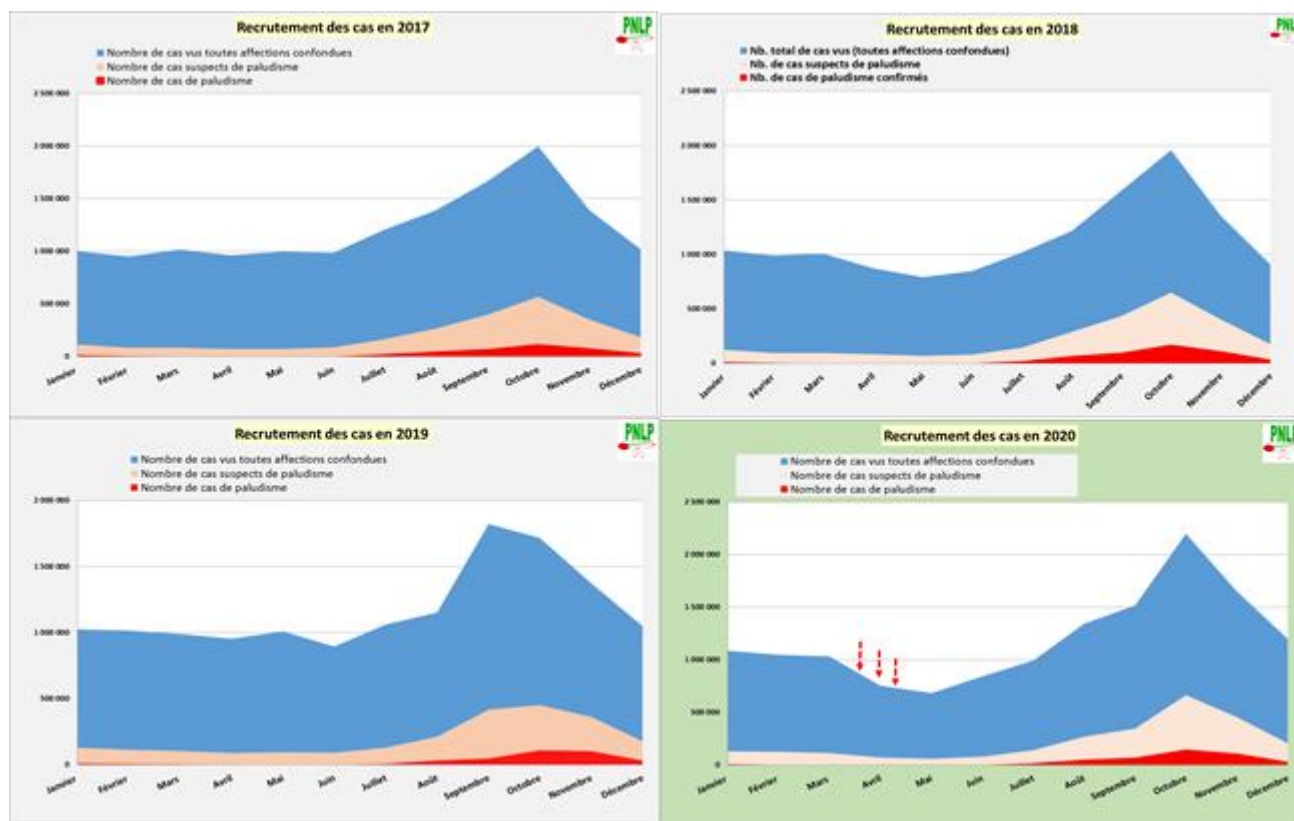 Recrutement des cas en 2017
PNLP
Nombre de cas vus toutes affections confondues
Nombre de cas suspects de paludisme
Nombre de cas de paludisme
2 500 000
2 000 000
1 500 000
1 000 000
500 000
0
Janvier Février Mars Avril Mai Juin Juillet Août Septembre Octobre Novembre Décembre
Recrutement des cas en 2018
PNLP
Nb. total de cas vus (toutes affections confondues)
Nb. de cas suspects de paludisme
Nb. de cas de paludisme confirmés
2 500 000
2 000 000
1 500 000
1 000 000
500 000
0
Janvier Février Mars Avril Mai Juin Juillet Août Septembre Octobre Novembre Décembre
Recrutement des cas en 2019
PNLP
Nombre de cas vus toutes affections confondues
Nombre de cas suspects de paludisme
Nombre de cas de paludisme
2 000 000
1 500 000
1 000 000
500 000
0
Janvier Février Mars Avril Mai Juin Juillet Août Septembre Octobre Novembre Décembre
Recrutement des cas en 2020
PNLP
Nombre de cas vus toutes affections confondues
Nombre de cas suspects de paludisme
Nombre de cas de paludisme
2 500 000
2 000 000
1 500 000
1 000 000
500 000
0
Janvier Février Mars Avril Mai Juin Juillet Août Septembre Octobre Novembre Décembre